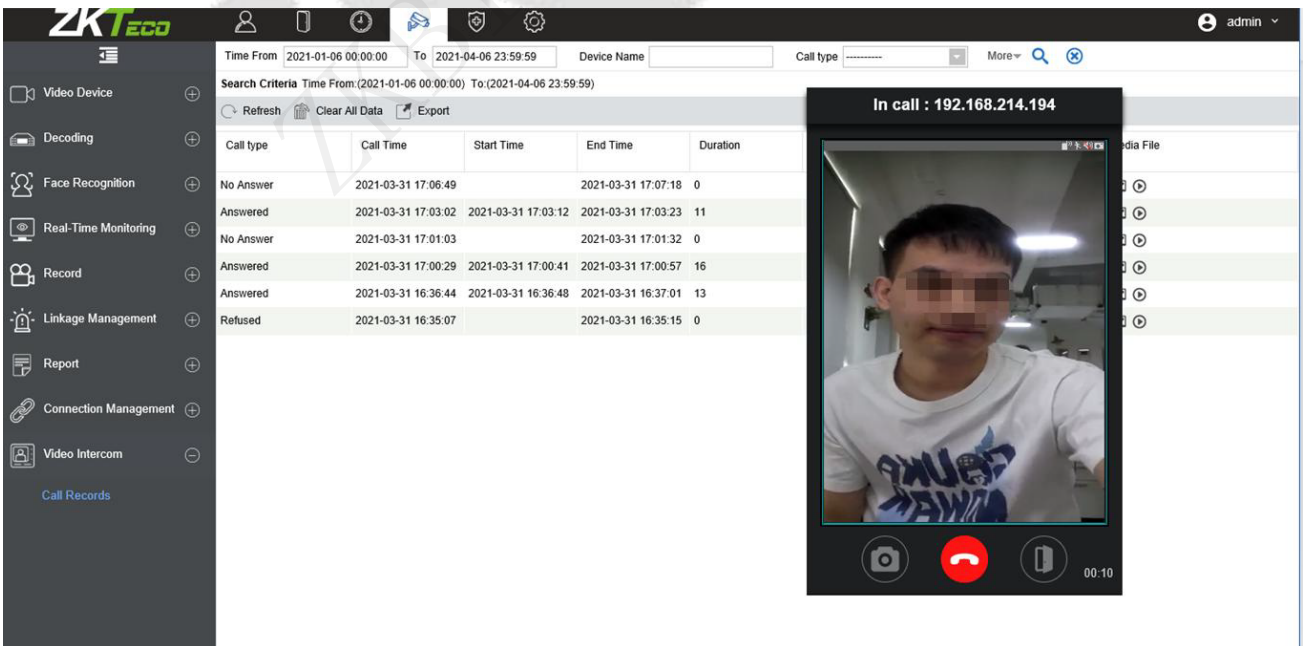 ZKTeco
admin
Time From 2021-01-06 00:00:00 To 2021-04-06 23:59:59 Device Name Call type ---------- More
Search Criteria Time From:(2021-01-06 00:00:00) To:(2021-04-06 23:59:59)
Refresh Clear All Data Export
In call : 192.168.214.194
Video Device
Decoding
Face Recognition
Real-Time Monitoring
Record
Linkage Management
Report
Connection Management
Video Intercom
Call Records
Call type Call Time Start Time End Time Duration File
No Answer 2021-03-31 17:06:49 2021-03-31 17:07:18 0
Answered 2021-03-31 17:03:02 2021-03-31 17:03:12 2021-03-31 17:03:23 11
No Answer 2021-03-31 17:01:03 2021-03-31 17:01:32 0
Answered 2021-03-31 17:00:29 2021-03-31 17:00:41 2021-03-31 17:00:57 16
Answered 2021-03-31 16:36:44 2021-03-31 16:36:48 2021-03-31 16:37:01 13
Refused 2021-03-31 16:35:07 2021-03-31 16:35:15 0
00:10